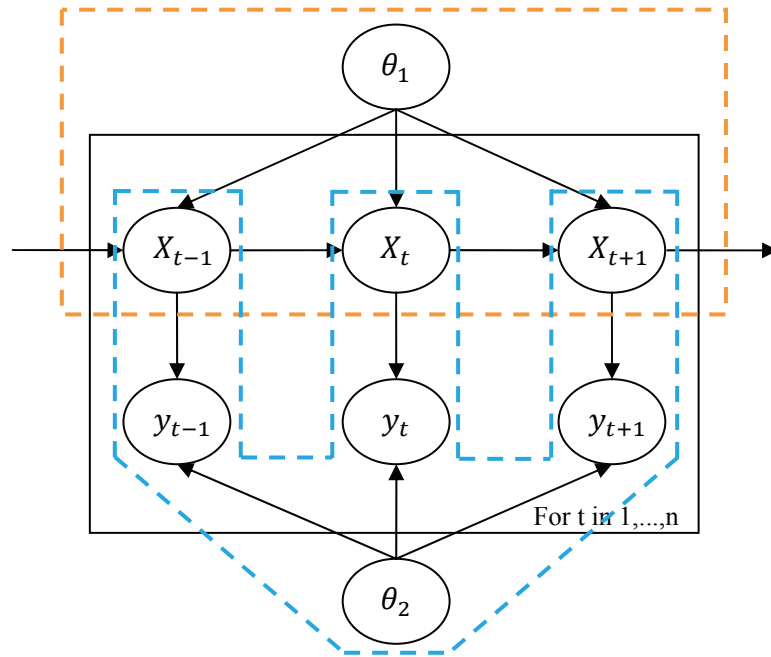 θ₁
Xₜ₋₁ Xₜ Xₜ₊₁
yₜ₋₁ yₜ yₜ₊₁
For t in 1,...,n
θ₂